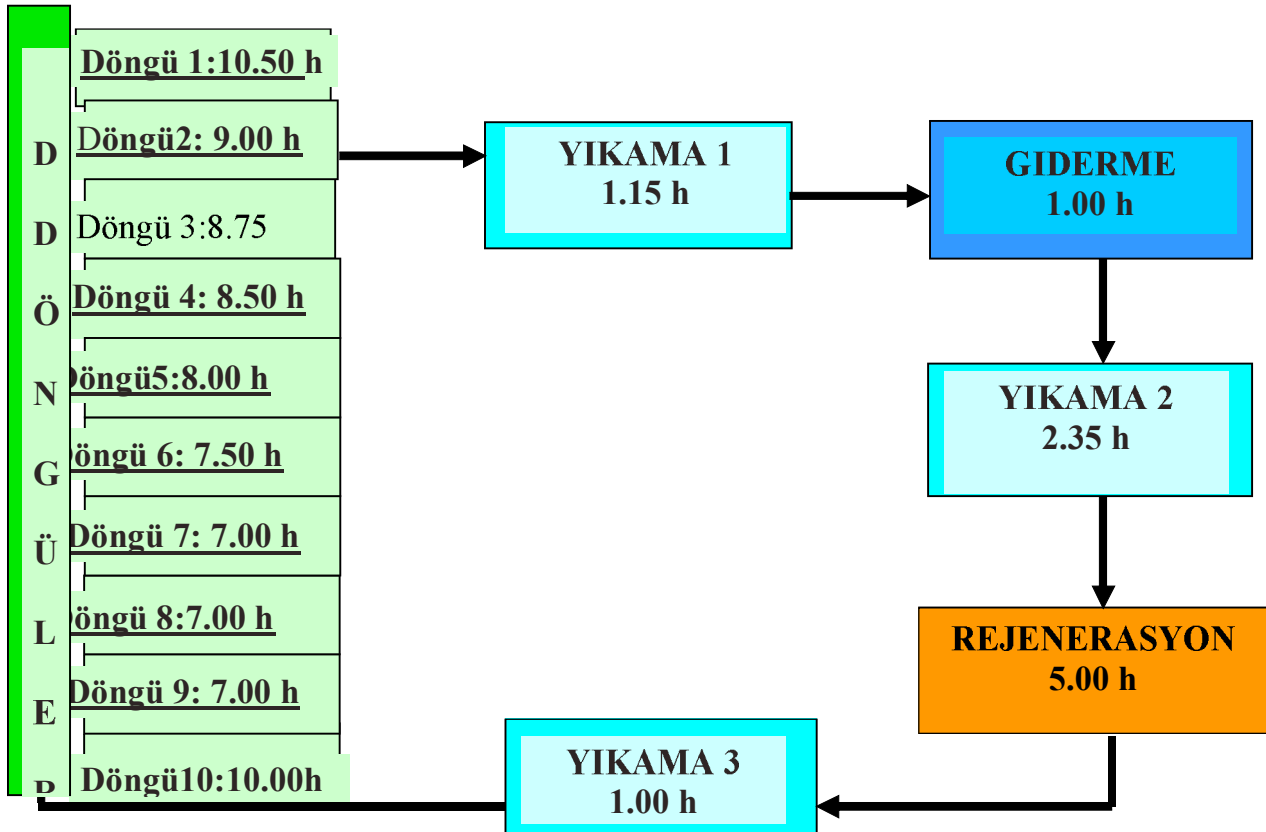 Döngü 1:10.50 h
Döngü2: 9.00 h
Döngü 3:8.75
Döngü 4: 8.50 h
Döngü5:8.00 h
öngü 6: 7.50 h
Döngü 7: 7.00 h
öngü 8:7.00 h
Döngü 9: 7.00 h
Döngü10:10.00h
D
D
Ö
N
G
Ü
L
E
R
YIKAMA 1
1.15 h
GIDERME
1.00 h
YIKAMA 2
2.35 h
REJENERASYON
5.00 h
YIKAMA 3
1.00 h